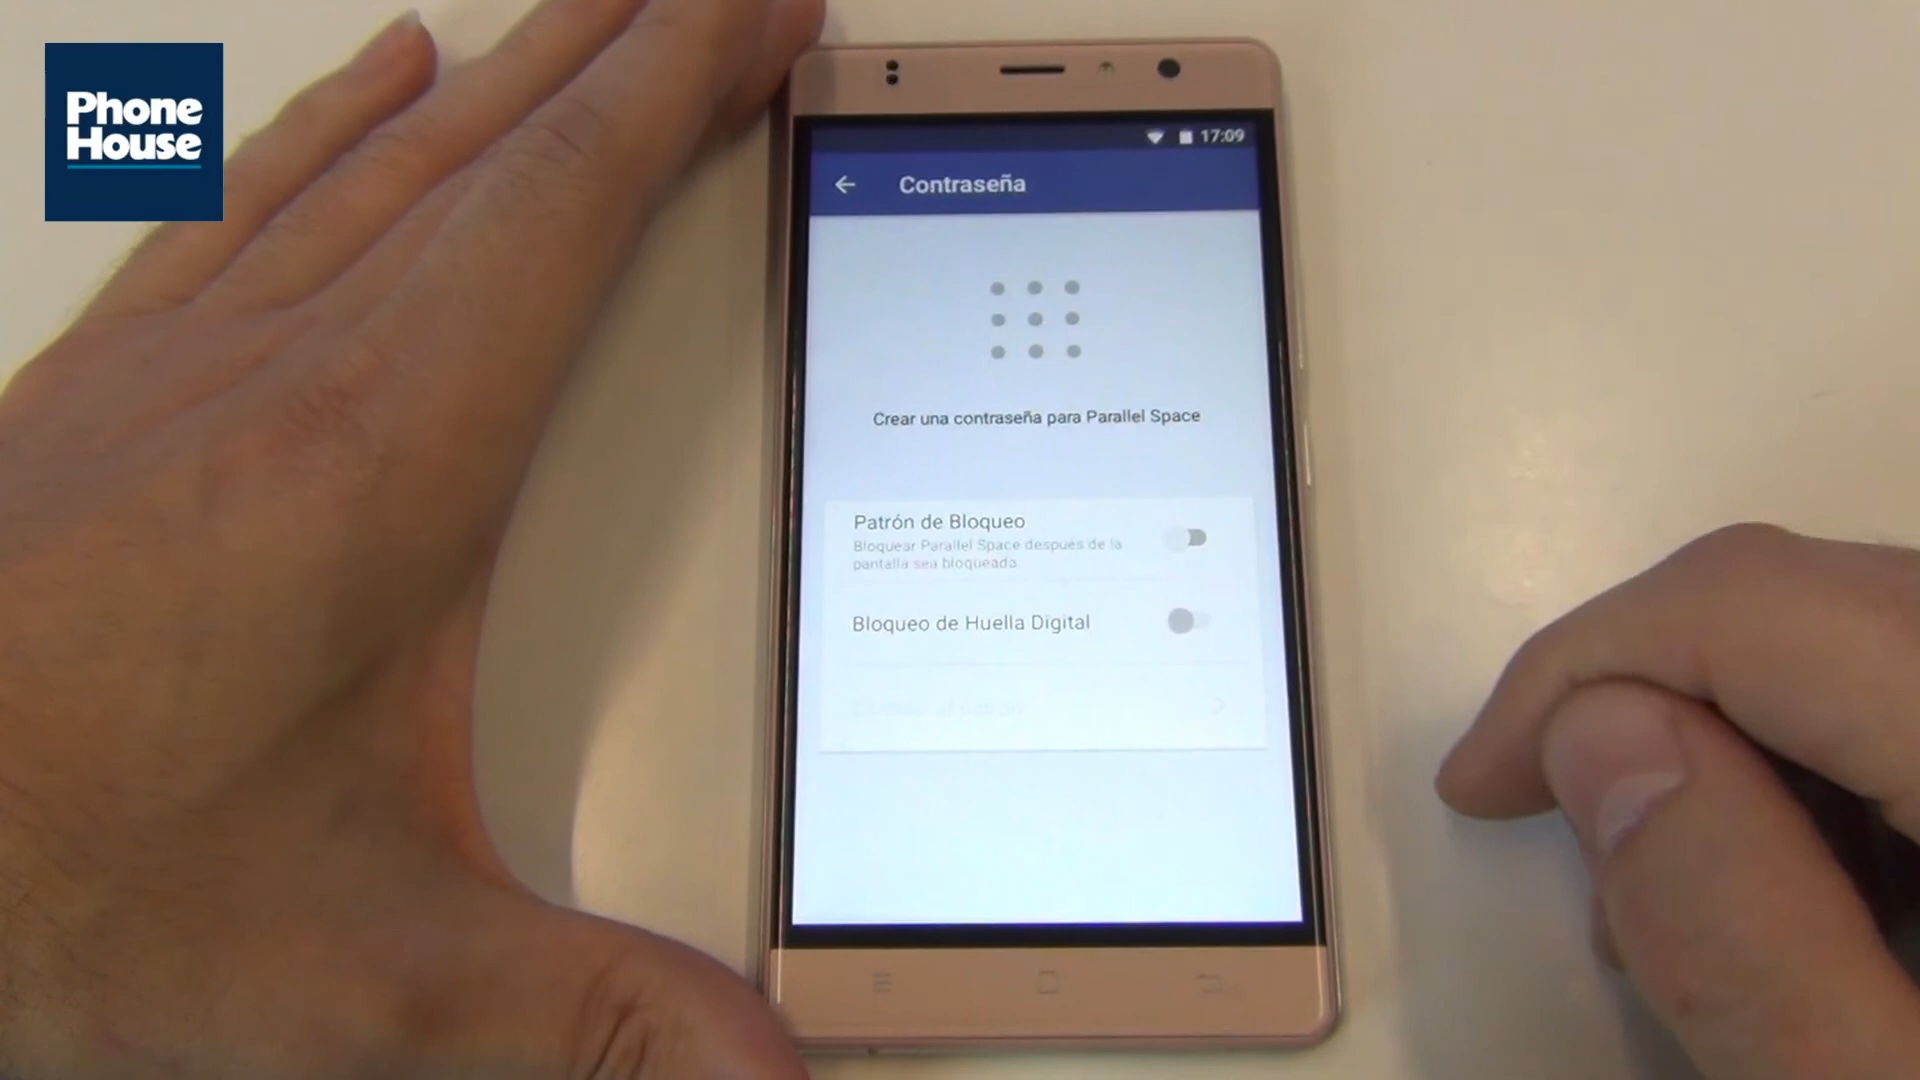 Phone
House
17:09
Contraseña
Crear una contraseña para Parallel Space
Patrón de Bloqueo
Bloquear Parallel Space después de la
pantalla sea bloqueada
Bloqueo de Huella Digital